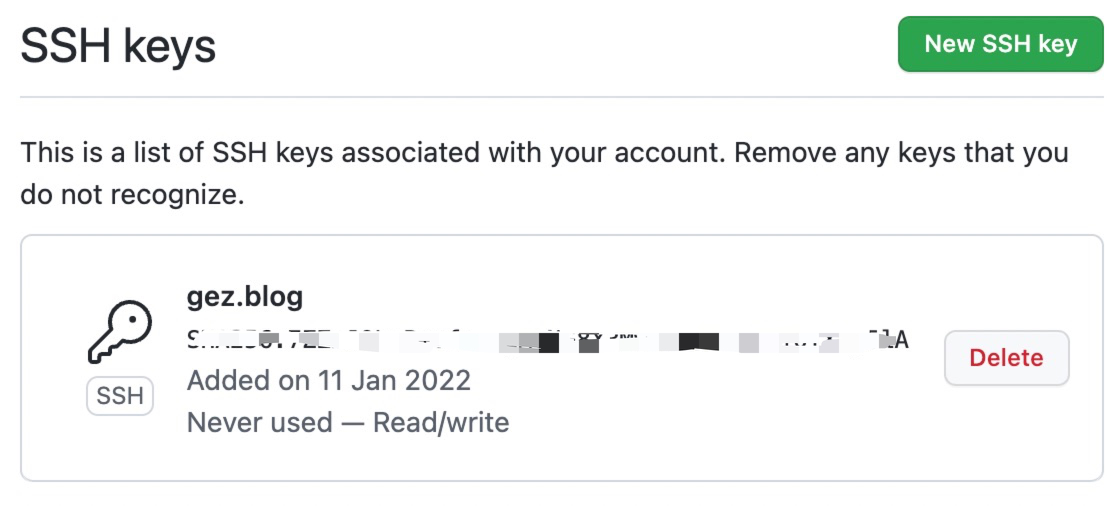 SSH keys
New SSH key
This is a list of SSH keys associated with your account. Remove any keys that you
do not recognize.
gez.blog
Added on 11 Jan 2022
SSH
Never used — Read/write
Delete